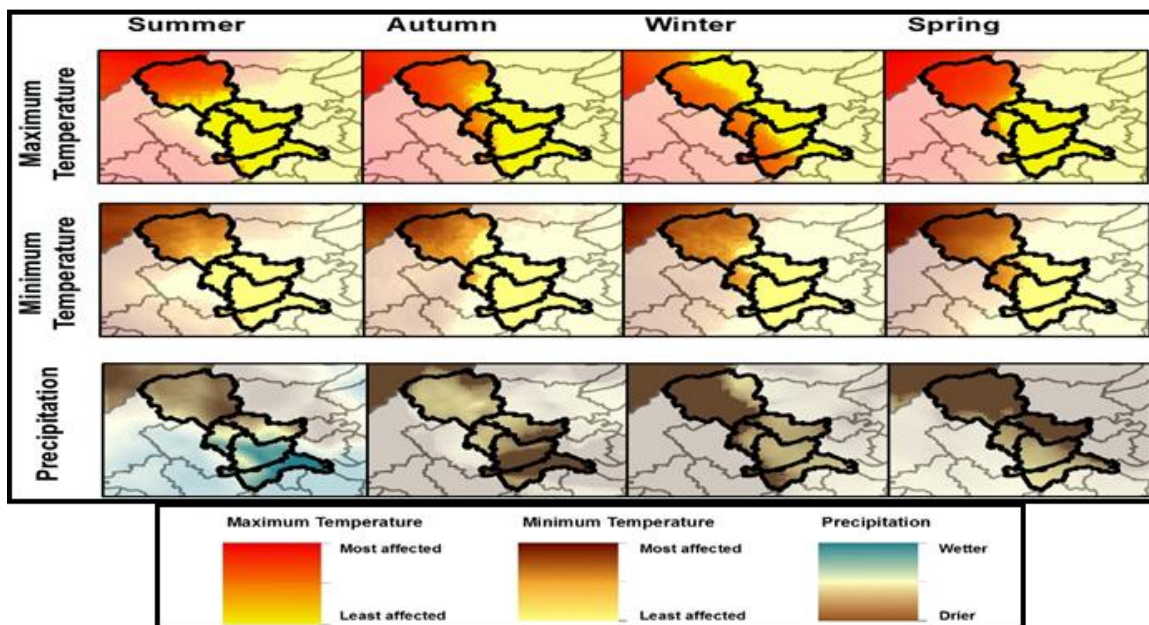 Summer Autumn Winter Spring
Maximum
Temperature
Minimum
Temperature
Precipitation
Maximum Temperature Minimum Temperature Precipitation
Most affected Most affected Wetter
Least affected Least affected Drier